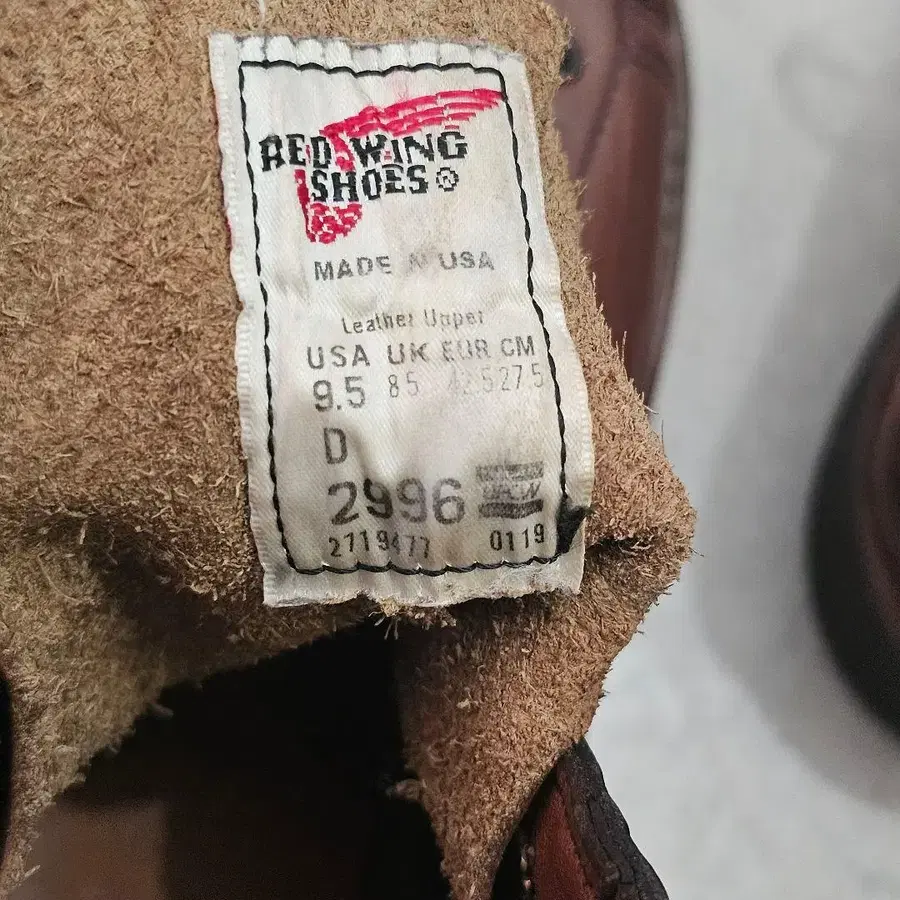 RED WING
SHOES ®
MADE IN USA
Leather Upper
USA UK EUR CM
9.5 8.5 42.5 27.5
D
2996 UFCW
2719477 0119